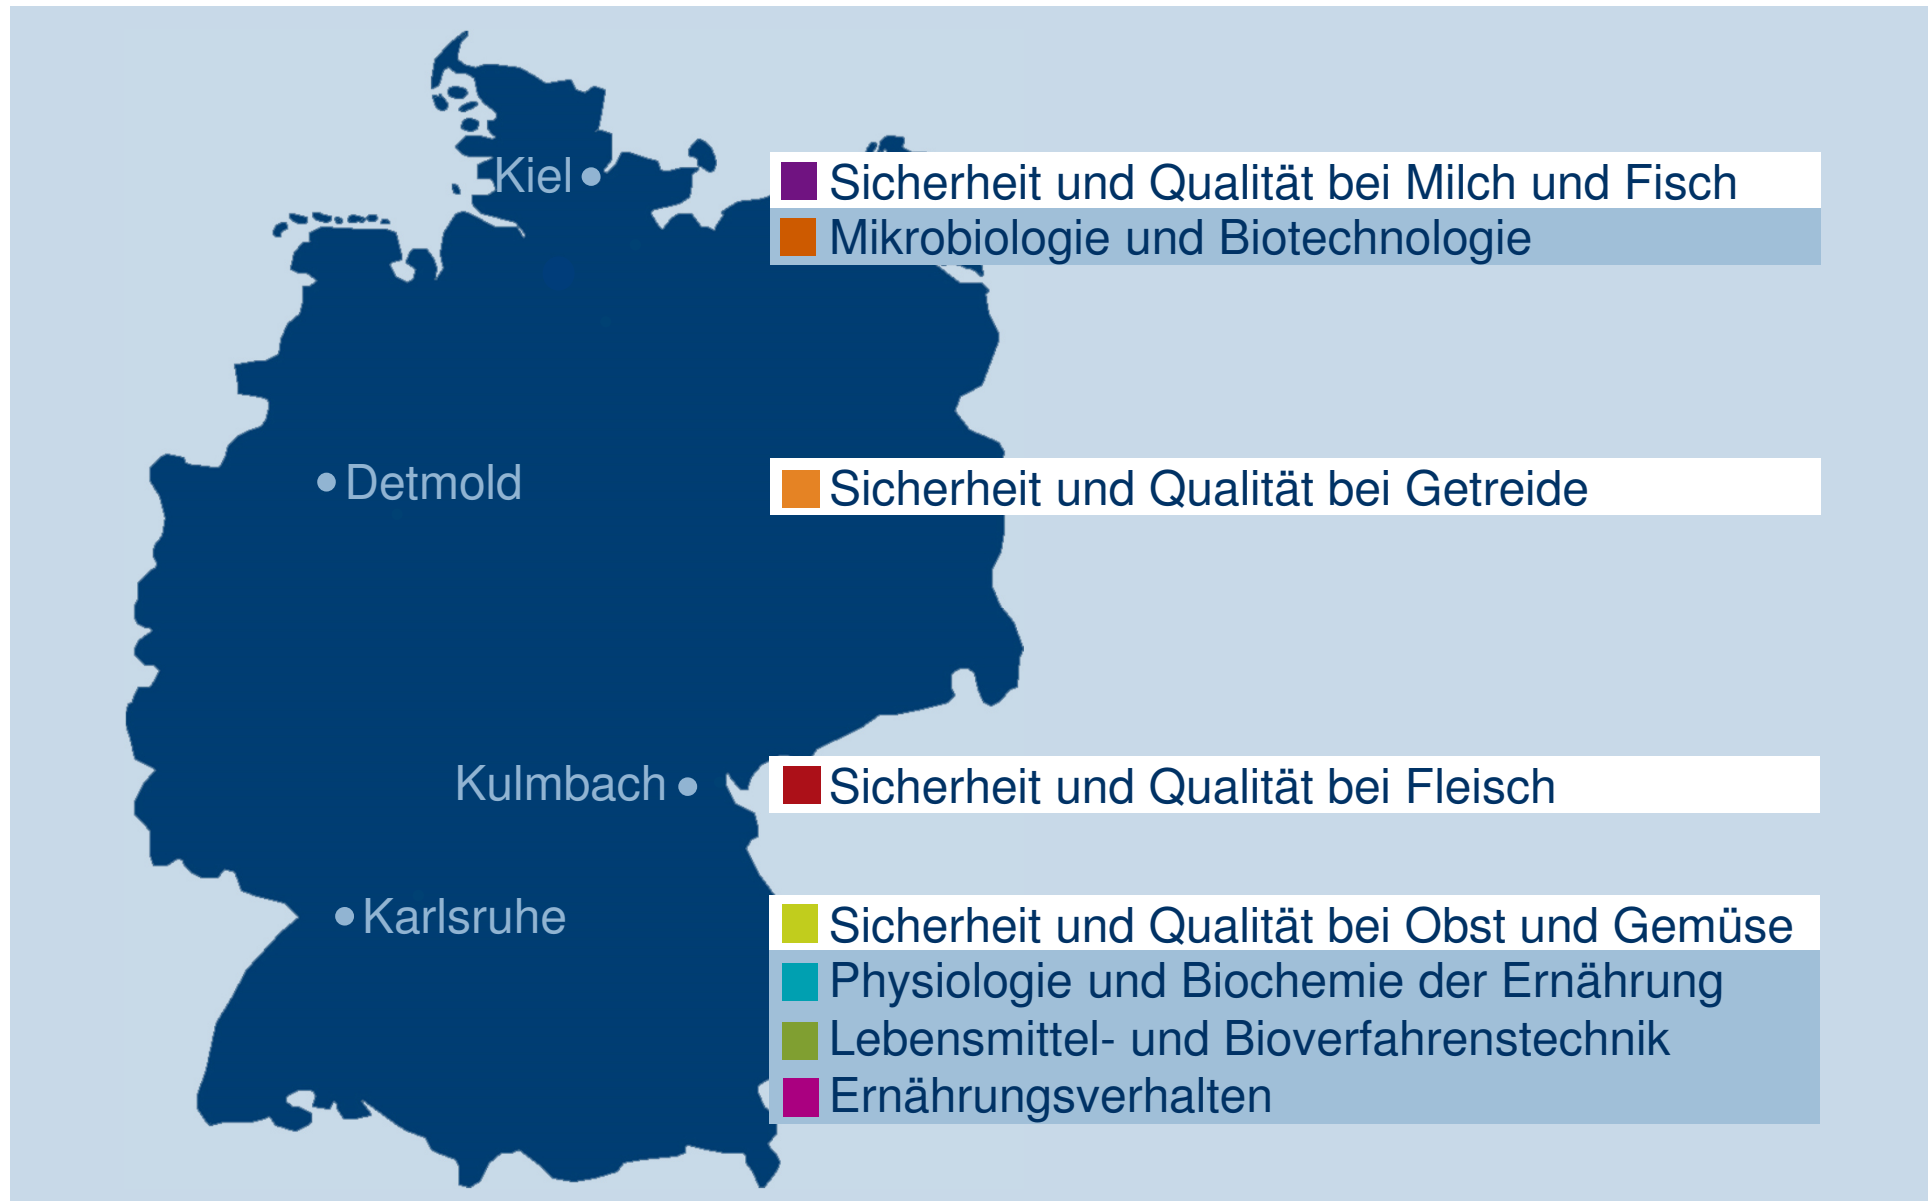 Kiel
Sicherheit und Qualität bei Milch und Fisch
Mikrobiologie und Biotechnologie
Detmold
Sicherheit und Qualität bei Getreide
Kulmbach
Sicherheit und Qualität bei Fleisch
Karlsruhe
Sicherheit und Qualität bei Obst und Gemüse
Physiologie und Biochemie der Ernährung
Lebensmittel- und Bioverfahrenstechnik
Ernährungsverhalten